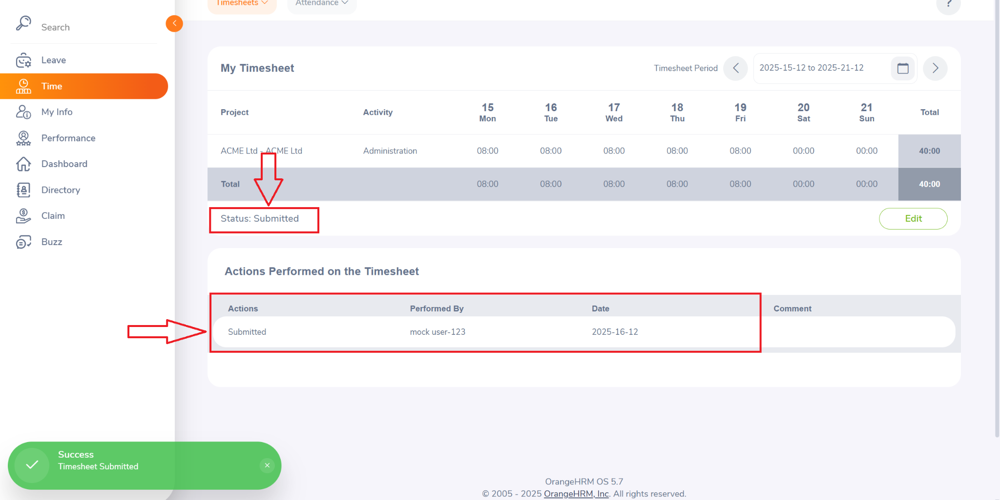 Timesheets
Attendance
?
Search
Leave
Time
My Info
Performance
Dashboard
Directory
Claim
Buzz
My Timesheet
Timesheet Period
2025-15-12 to 2025-21-12
Project Activity 15 Mon 16 Tue 17 Wed 18 Thu 19 Fri 20 Sat 21 Sun Total
ACME Ltd - ACME Ltd Administration 08:00 08:00 08:00 08:00 08:00 00:00 00:00 40:00
Total 08:00 08:00 08:00 08:00 08:00 00:00 00:00 40:00
Status: Submitted
Edit
Actions Performed on the Timesheet
Actions Performed By Date Comment
Submitted mock user-123 2025-16-12
Success
Timesheet Submitted
OrangeHRM OS 5.7
© 2005 - 2025 OrangeHRM, Inc. All rights reserved.